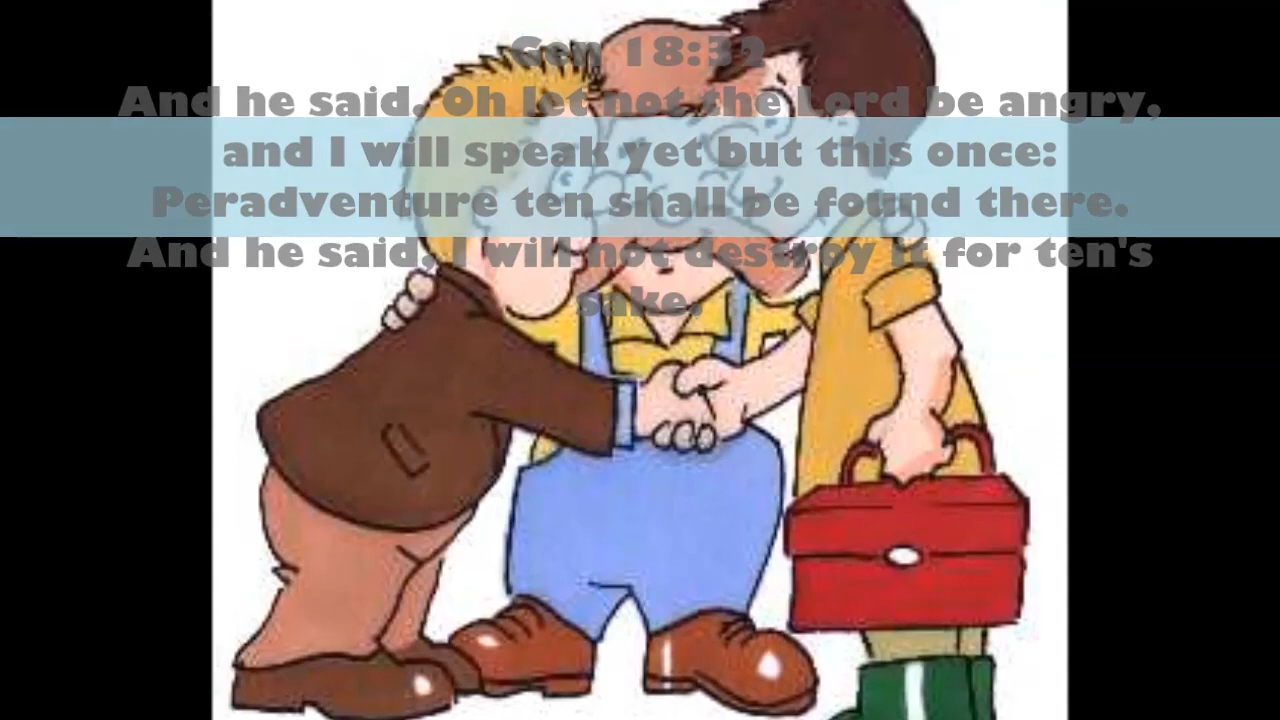 Gen 18:32
And he said, Oh let not the Lord be angry,
and I will speak yet but this once:
Peradventure ten shall be found there.
And he said, I will not destroy it for ten's
sake.